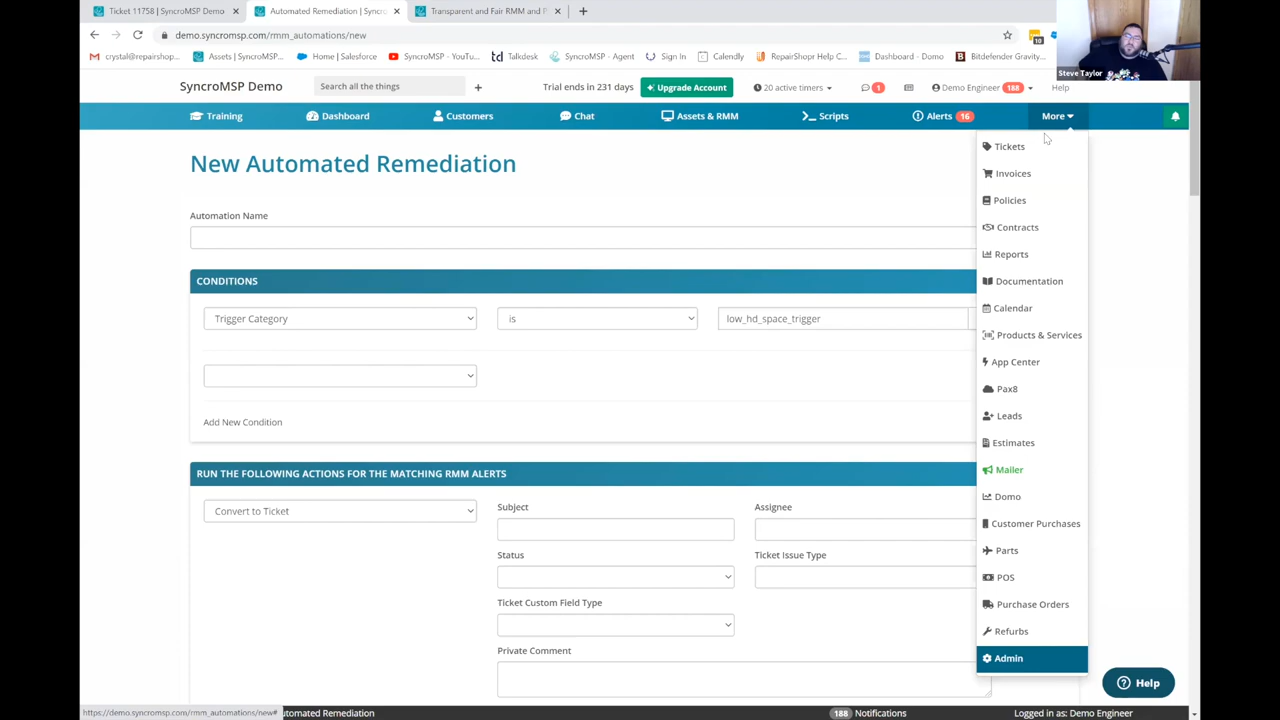 Ticket 11758 | SyncroMSP Demo
Automated Remediation | Syncro
Transparent and Fair RMM and P
demo.syncromsp.com/rmm_automations/new
10
crystal@repairshop...
Assets | SyncroMSP...
Home | Salesforce
SyncroMSP - YouTu...
Talkdesk
SyncroMSP - Agent
Sign In
Calendly
RepairShopr Help C...
Dashboard - Domo
Bitdefender Gravity...
Steve Taylor
SyncroMSP Demo
Search all the things
+
Trial ends in 231 days
Upgrade Account
20 active timers
1
Demo Engineer
188
Help
Training
Dashboard
Customers
Chat
Assets & RMM
Scripts
Alerts
16
More
New Automated Remediation
Automation Name
CONDITIONS
Trigger Category
is
low_hd_space_trigger
Add New Condition
RUN THE FOLLOWING ACTIONS FOR THE MATCHING RMM ALERTS
Convert to Ticket
Subject
Assignee
Status
Ticket Issue Type
Ticket Custom Field Type
Private Comment
Tickets
Invoices
Policies
Contracts
Reports
Documentation
Calendar
Products & Services
App Center
Pax8
Leads
Estimates
Mailer
Domo
Customer Purchases
Parts
POS
Purchase Orders
Refurbs
Admin
Help
https://demo.syncromsp.com/rmm_automations/new#
utomated Remediation
188 Notifications
Logged in as: Demo Engineer